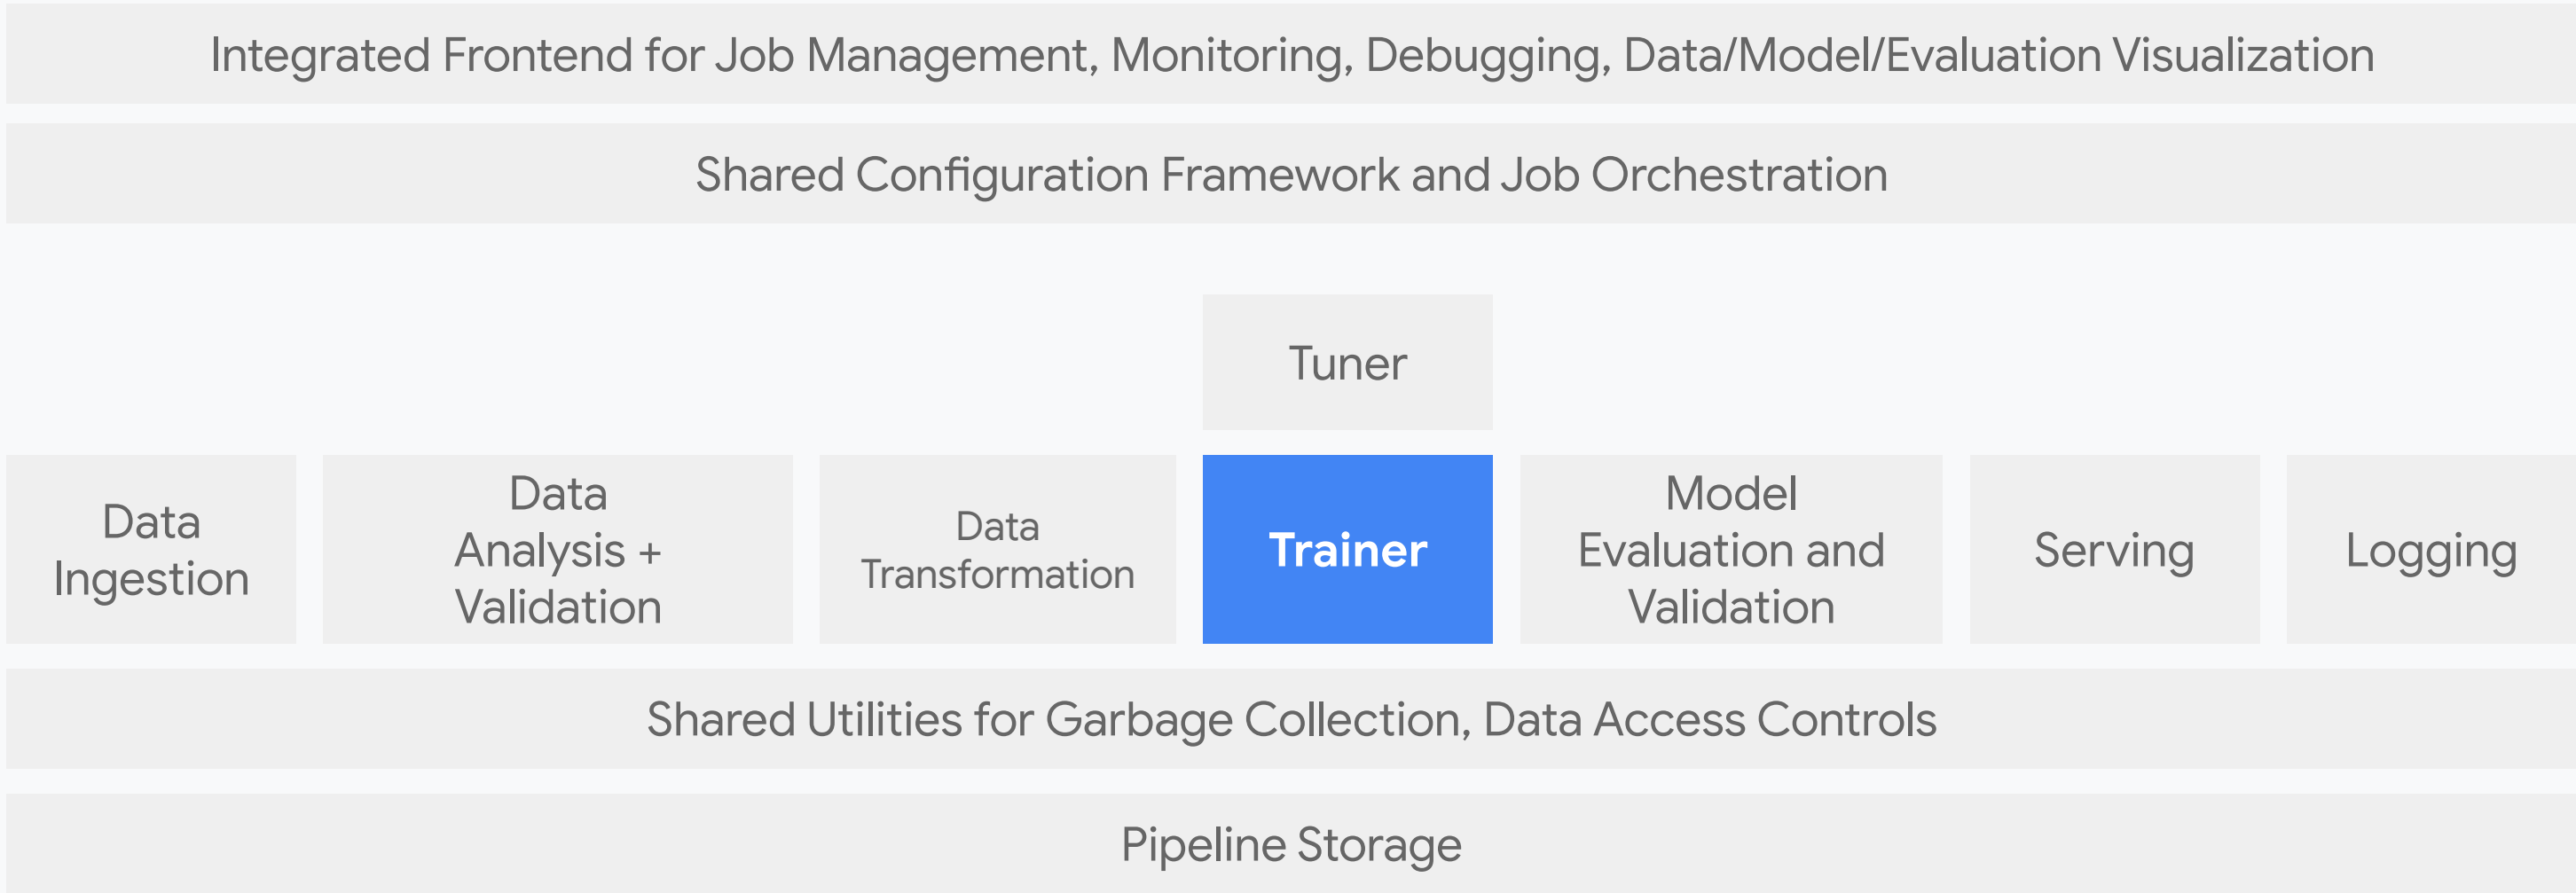 Integrated Frontend for Job Management, Monitoring, Debugging, Data/Model/Evaluation Visualization
Shared Configuration Framework and Job Orchestration
Tuner
Data
Ingestion
Data
Analysis +
Validation
Data
Transformation
Trainer
Model
Evaluation and
Validation
Serving
Logging
Shared Utilities for Garbage Collection, Data Access Controls
Pipeline Storage